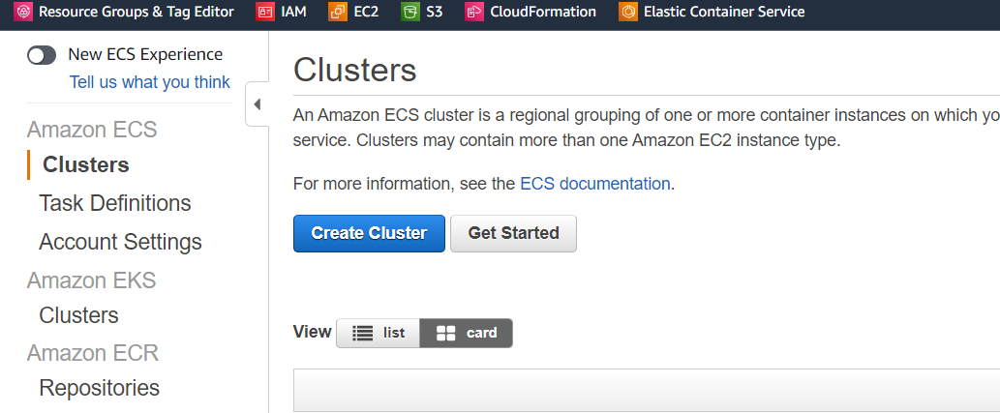 Resource Groups & Tag Editor IAM EC2 S3 CloudFormation Elastic Container Service
New ECS Experience
Tell us what you think
Amazon ECS
Clusters
Task Definitions
Account Settings
Amazon EKS
Clusters
Amazon ECR
Repositories
Clusters
An Amazon ECS cluster is a regional grouping of one or more container instances on which
service. Clusters may contain more than one Amazon EC2 instance type.
For more information, see the ECS documentation.
Create Cluster Get Started
View list card